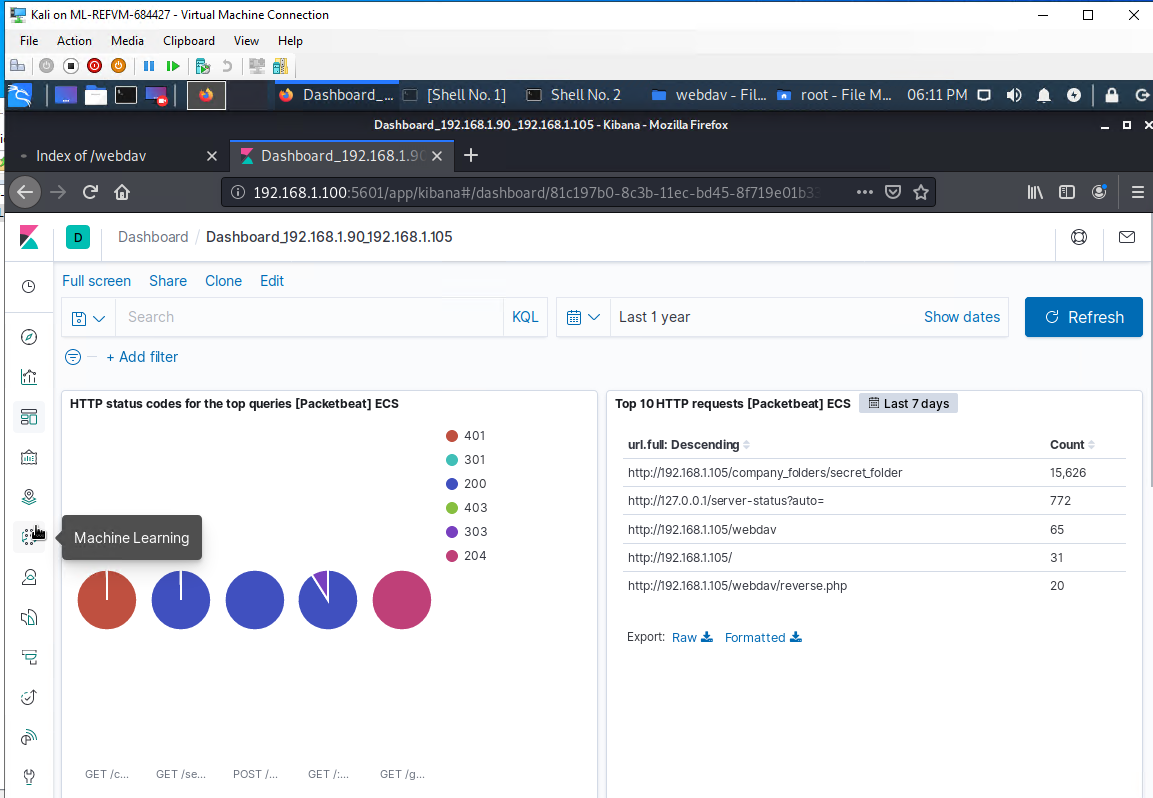 Kali on ML-REFVM-684427 - Virtual Machine Connection
File Action Media Clipboard View Help
Dashboard_... [Shell No. 1] Shell No. 2 webdav - Fil... root - File M... 06:11 PM
Dashboard_192.168.1.90_192.168.1.105 - Kibana - Mozilla Firefox
Index of /webdav Dashboard_192.168.1.90
192.168.1.100:5601/app/kibana#/dashboard/81c197b0-8c3b-11ec-bd45-8f719e01b33
D Dashboard / Dashboard_192.168.1.90_192.168.1.105
Full screen Share Clone Edit
Search KQL Last 1 year Show dates Refresh
+ Add filter
HTTP status codes for the top queries [Packetbeat] ECS
401
301
200
403
303
204
Machine Learning
GET /c... GET /se... POST /... GET /:... GET /g...
Top 10 HTTP requests [Packetbeat] ECS Last 7 days
url.full: Descending Count
http://192.168.1.105/company_folders/secret_folder 15,626
http://127.0.0.1/server-status?auto= 772
http://192.168.1.105/webdav 65
http://192.168.1.105/ 31
http://192.168.1.105/webdav/reverse.php 20
Export: Raw Formatted